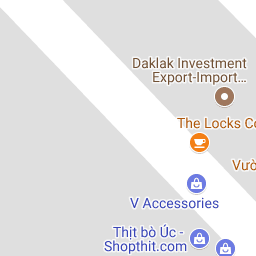 Daklak Investment
Export-Import...
The Locks Co
Vườ
V Accessories
Thịt bò Úc -
Shopthit.com